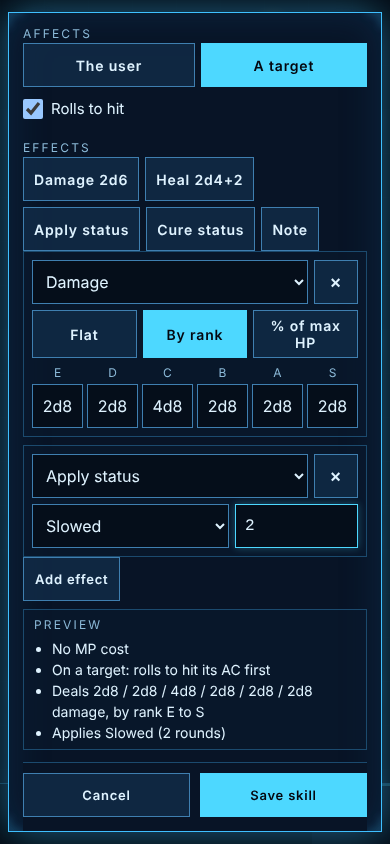 AFFECTS
The user
A target
Rolls to hit
EFFECTS
Damage 2d6
Heal 2d4+2
Apply status
Cure status
Note
Damage
×
Flat
By rank
% of max
HP
E D C B A S
2d8 2d8 4d8 2d8 2d8 2d8
Apply status
×
Slowed
2
Add effect
PREVIEW
No MP cost
On a target: rolls to hit its AC first
Deals 2d8 / 2d8 / 4d8 / 2d8 / 2d8 / 2d8
damage, by rank E to S
Applies Slowed (2 rounds)
Cancel
Save skill